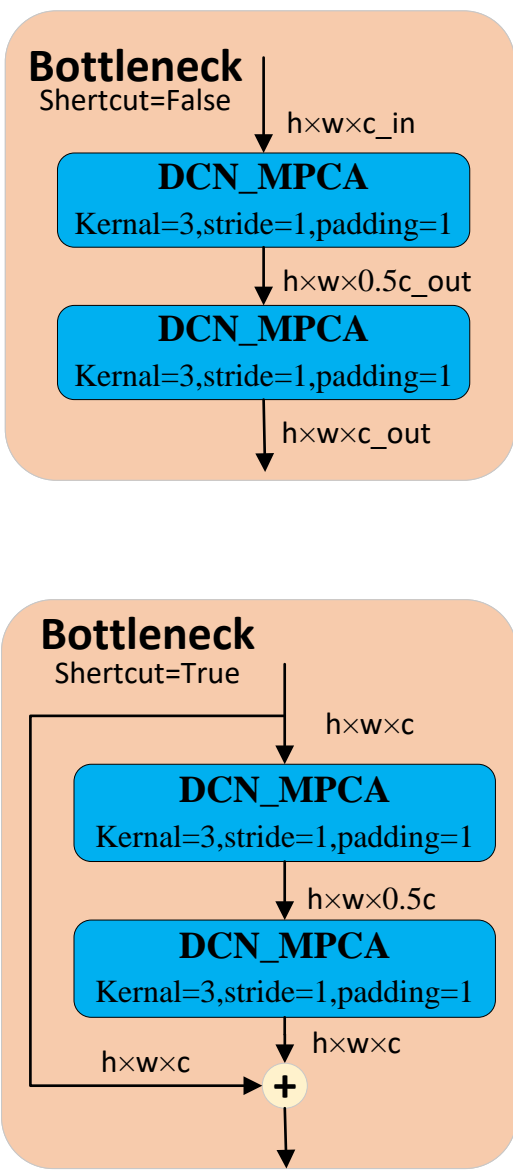 Bottleneck
Shertcut=False
h×w×c_in
DCN_MPCA
Kernal=3,stride=1,padding=1
h×w×0.5c_out
DCN_MPCA
Kernal=3,stride=1,padding=1
h×w×c_out
Bottleneck
Shertcut=True
h×w×c
DCN_MPCA
Kernal=3,stride=1,padding=1
h×w×0.5c
DCN_MPCA
Kernal=3,stride=1,padding=1
h×w×c
h×w×c
+